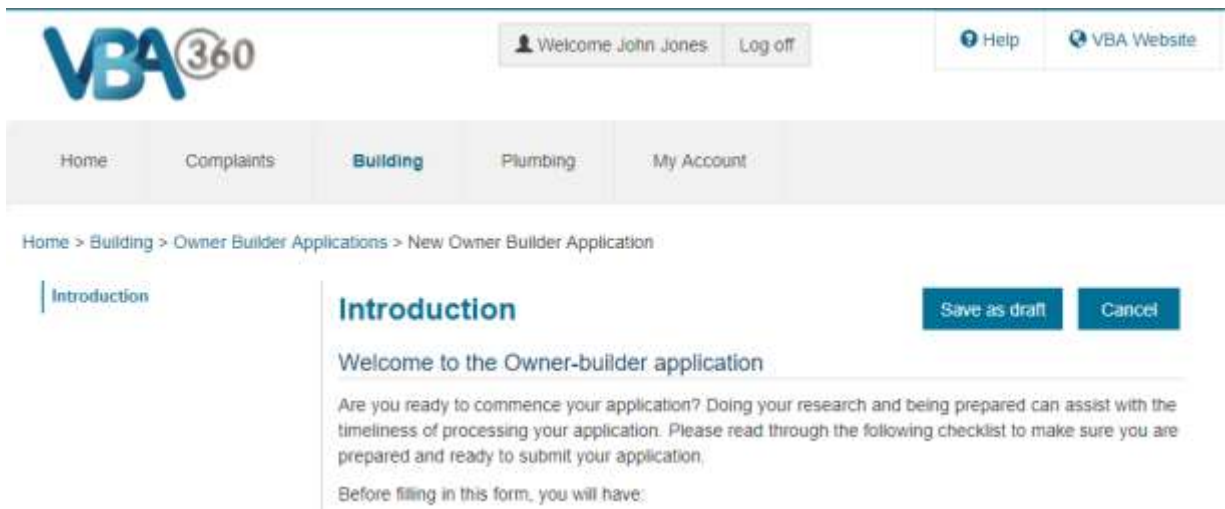 VBA 360
Welcome John Jones Log off
Help VBA Website
Home Complaints Building Plumbing My Account
Home > Building > Owner Builder Applications > New Owner Builder Application
Introduction
Introduction
Save as draft Cancel
Welcome to the Owner-builder application
Are you ready to commence your application? Doing your research and being prepared can assist with the
timeliness of processing your application. Please read through the following checklist to make sure you are
prepared and ready to submit your application.
Before filling in this form, you will have: